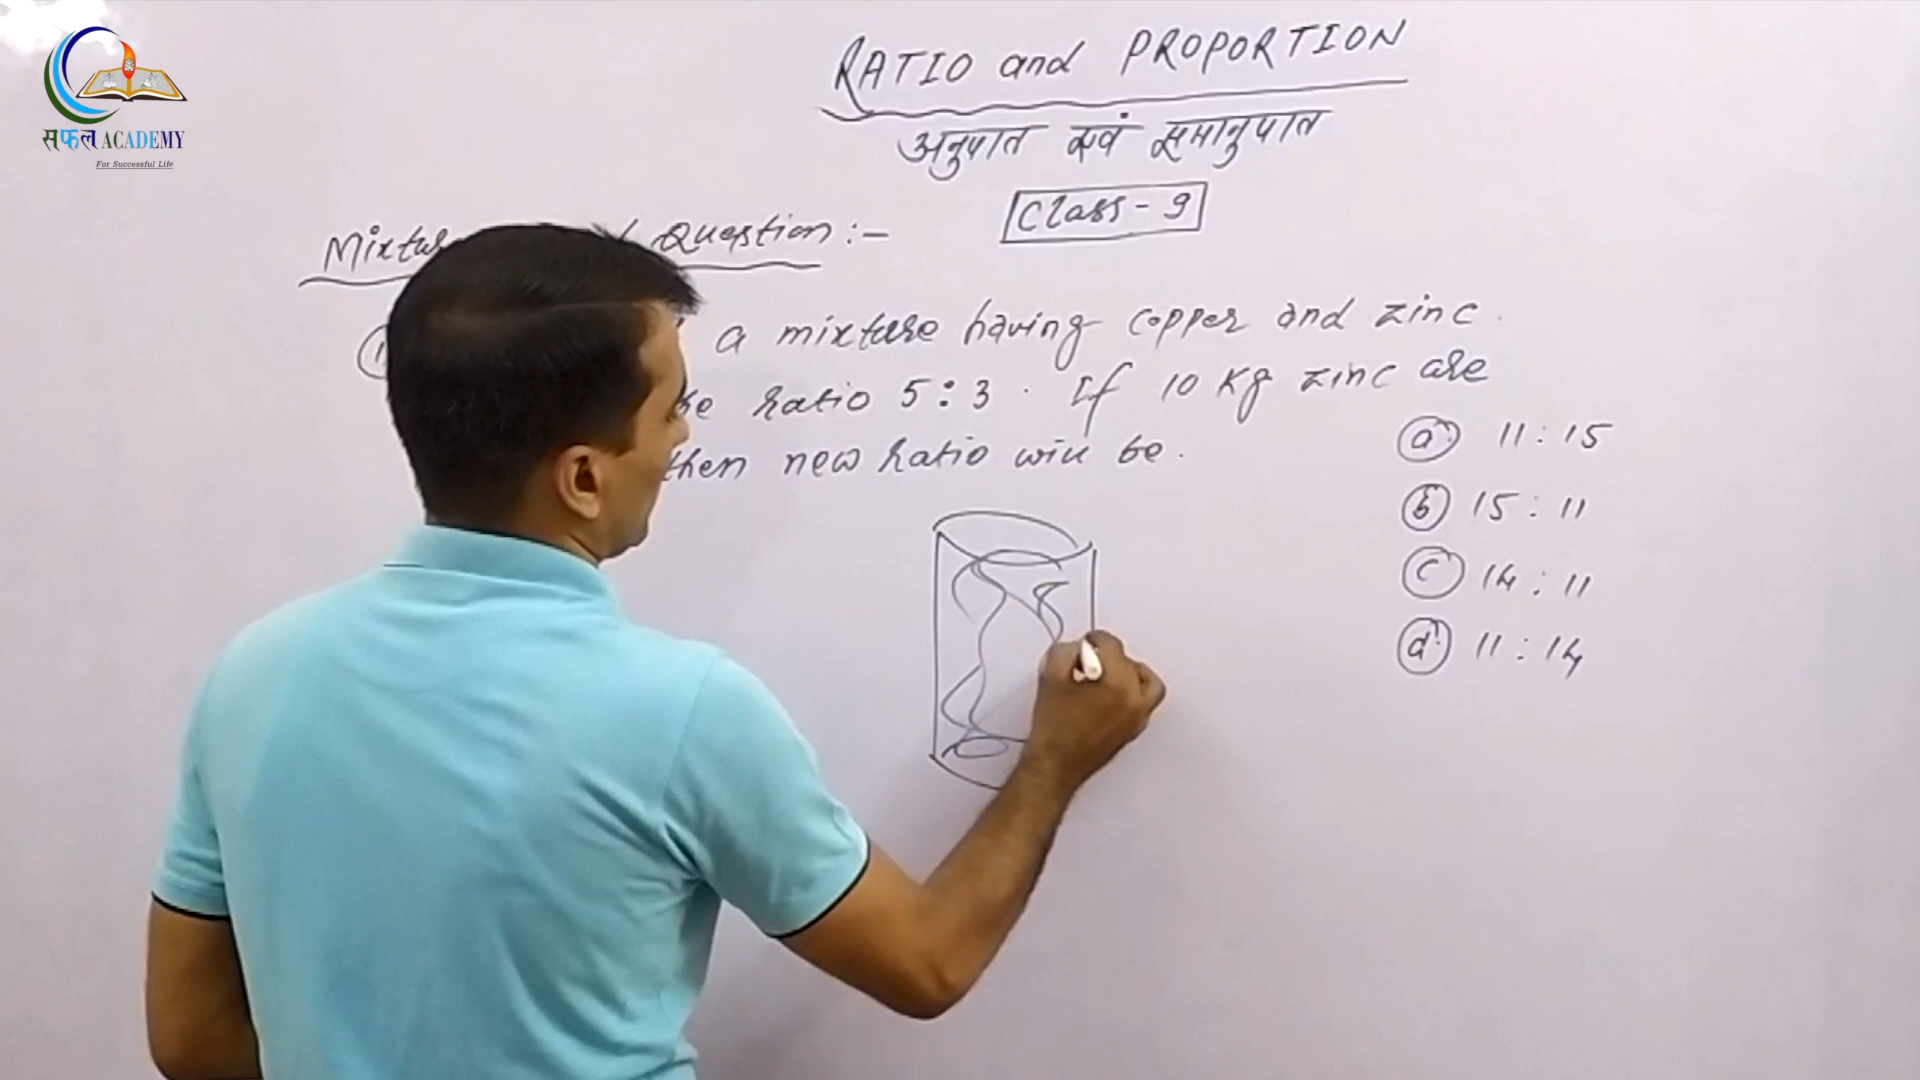 सफल ACADEMY
For Successful Life
RATIO and PROPORTION
अनुपात एवं समानुपात
Class - 9
Question :-
a mixture having copper and zinc
ratio 5 : 3 . If 10 Kg zinc are
then new ratio will be .
(a) 11 : 15
(b) 15 : 11
(c) 14 : 11
(d) 11 : 14